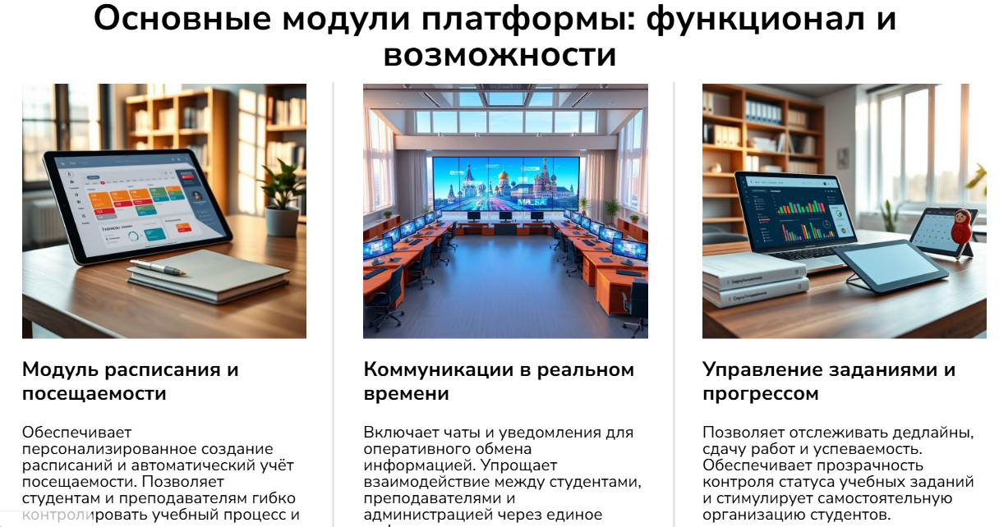 Основные модули платформы: функционал и
возможности
Модуль расписания и
посещаемости
Обеспечивает
персонализированное создание
расписаний и автоматический учёт
посещаемости. Позволяет
студентам и преподавателям гибко
контролировать учебный процесс и
Коммуникации в реальном
времени
Включает чаты и уведомления для
оперативного обмена
информацией. Упрощает
взаимодействие между студентами,
преподавателями и
администрацией через единое
Управление заданиями и
прогрессом
Позволяет отслеживать дедлайны,
сдачу работ и успеваемость.
Обеспечивает прозрачность
контроля статуса учебных заданий
и стимулирует самостоятельную
организацию студентов.